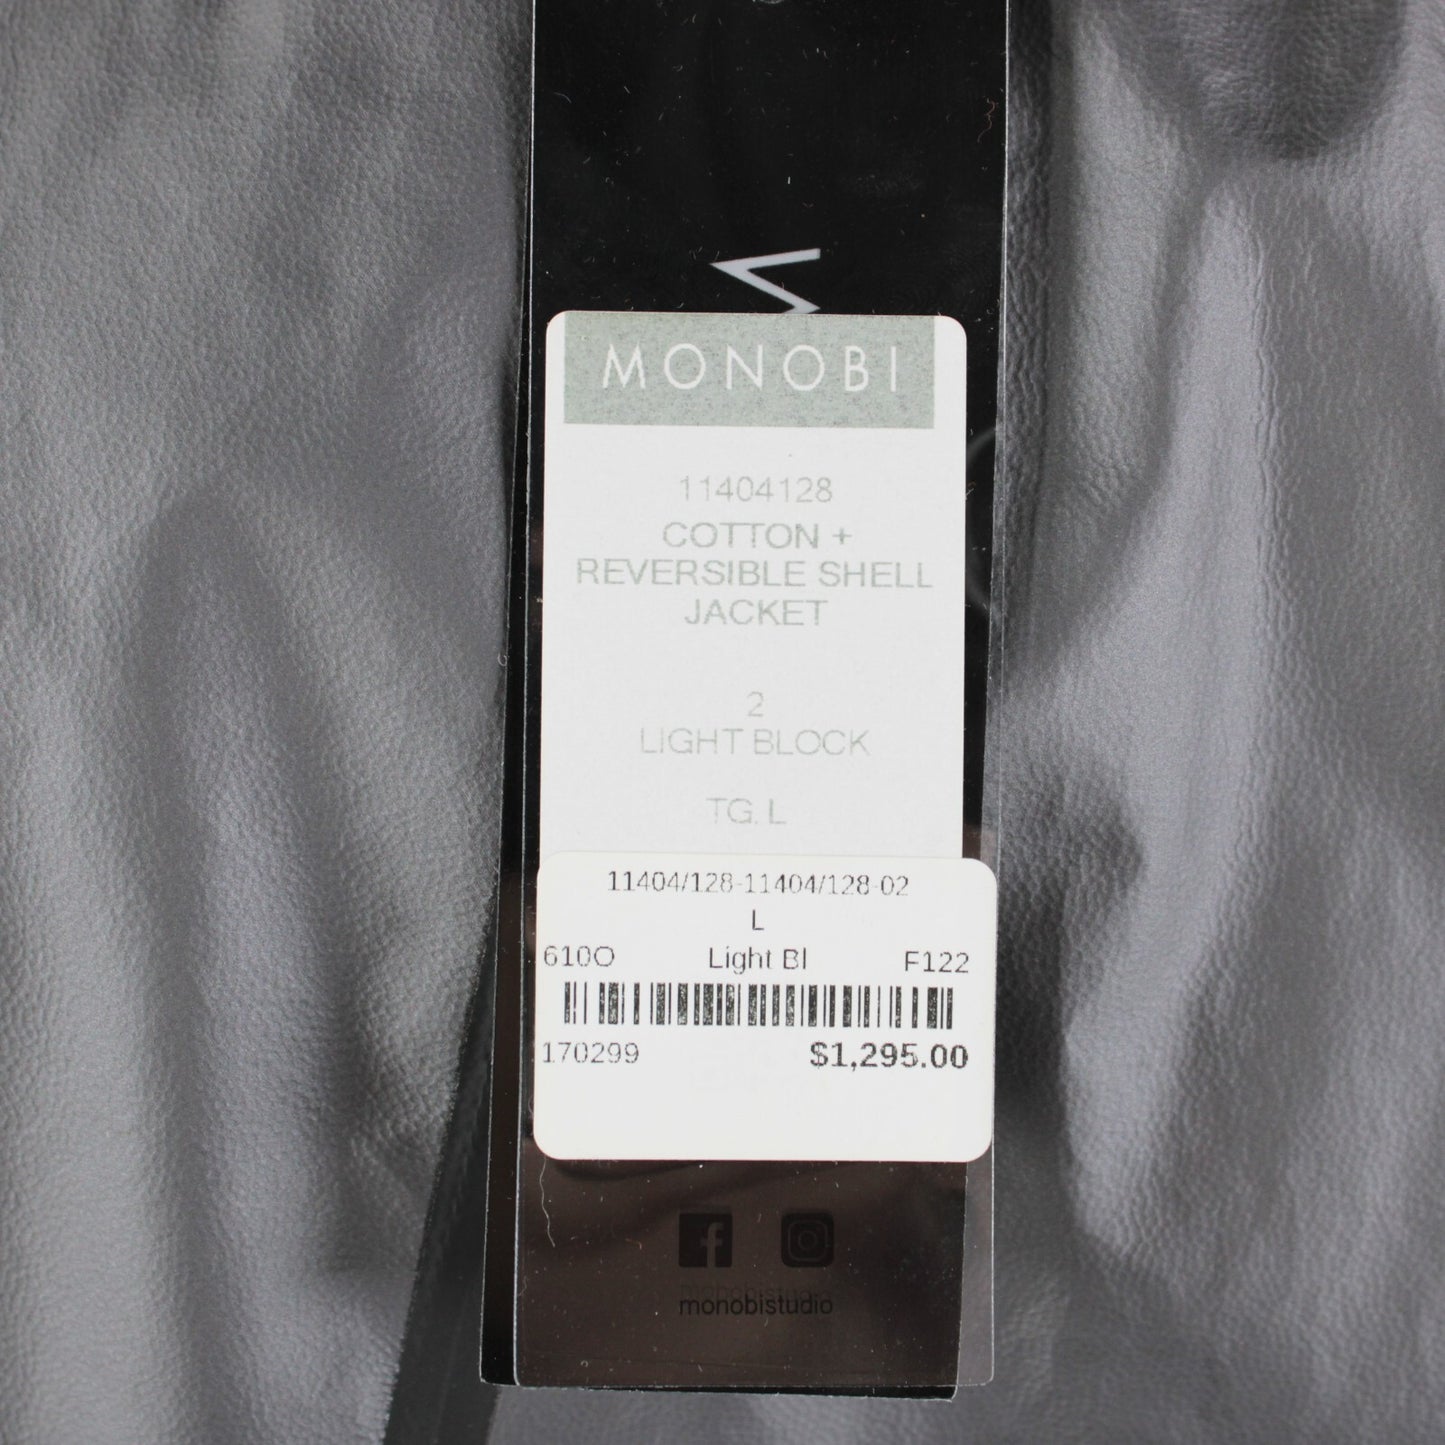 MONOBI
11404128
COTTON +
REVERSIBLE SHELL
JACKET
2
LIGHT BLOCK
TG. L
11404/128-11404/128-02
L
610O Light Bl F122
170299 $1,295.00
monobistudio